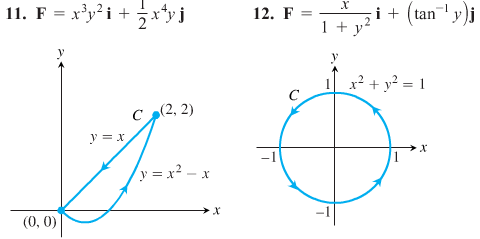 11. F = x³y² i + 1/2 x⁴y j
y
C
(2, 2)
y = x
y = x² − x
x
(0, 0)
12. F = x/(1 + y²) i + (tan⁻¹ y) j
y
1
x² + y² = 1
C
−1
1
x
−1